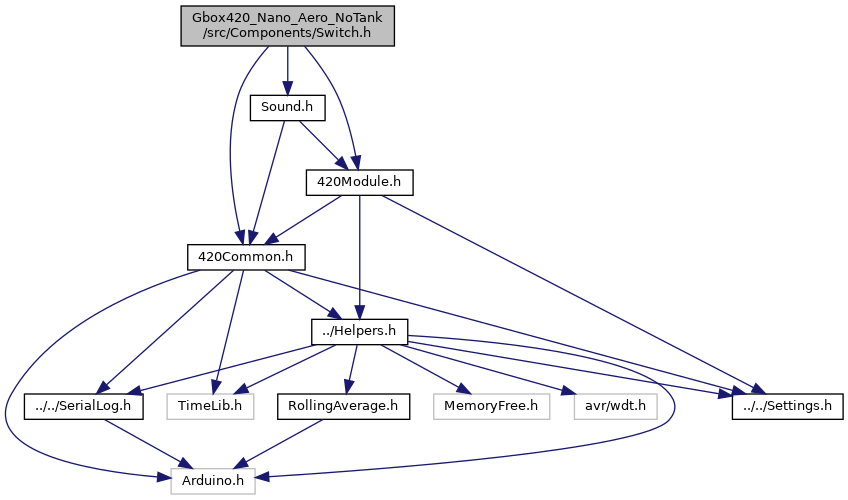 Gbox420_Nano_Aero_NoTank
/src/Components/Switch.h
Sound.h
420Module.h
420Common.h
../Helpers.h
../../SerialLog.h
TimeLib.h
RollingAverage.h
MemoryFree.h
avr/wdt.h
../../Settings.h
Arduino.h